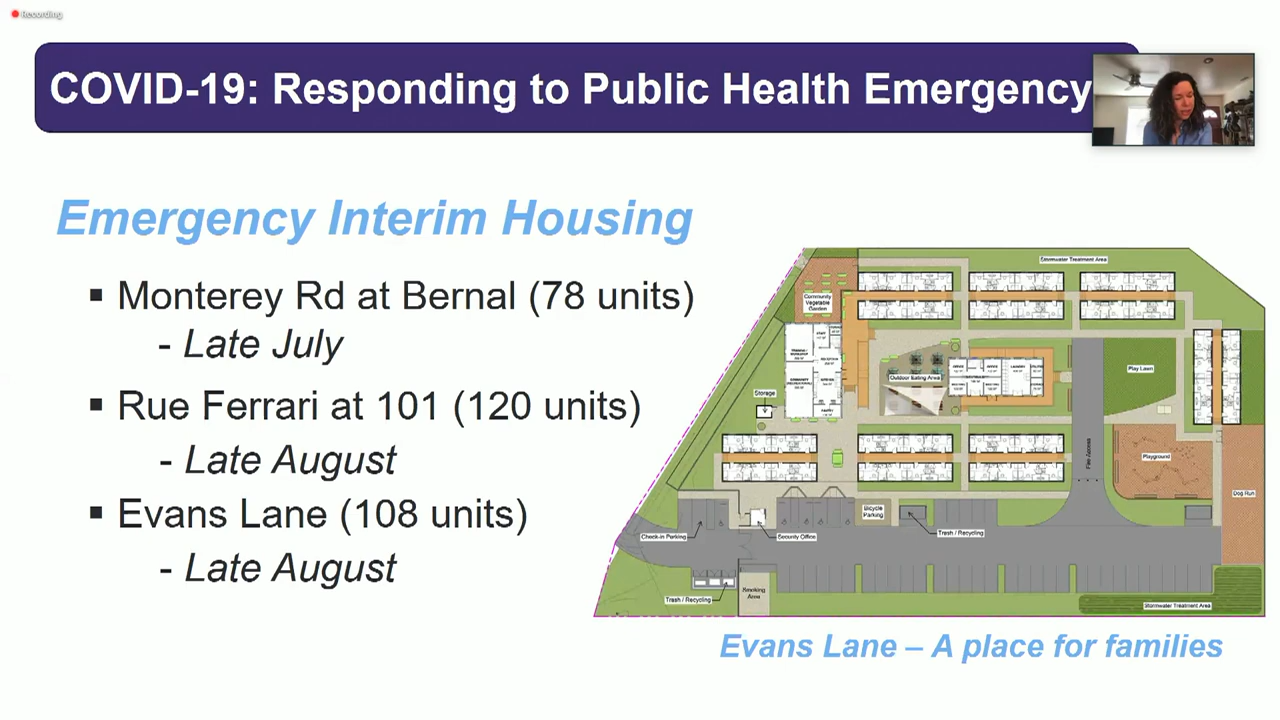 Recording
COVID-19: Responding to Public Health Emergency
Emergency Interim Housing
▪ Monterey Rd at Bernal (78 units)
- Late July
▪ Rue Ferrari at 101 (120 units)
- Late August
▪ Evans Lane (108 units)
- Late August
Stormwater Treatment Area
Community
Vegetable
Garden
Outdoor Eating Area
Play Lawn
Storage
Fire Access
Playground
Dog Run
Bicycle
Parking
Check-in Parking
Security Office
Trash / Recycling
Trash / Recycling
Smoking
Area
Stormwater Treatment Area
Evans Lane – A place for families